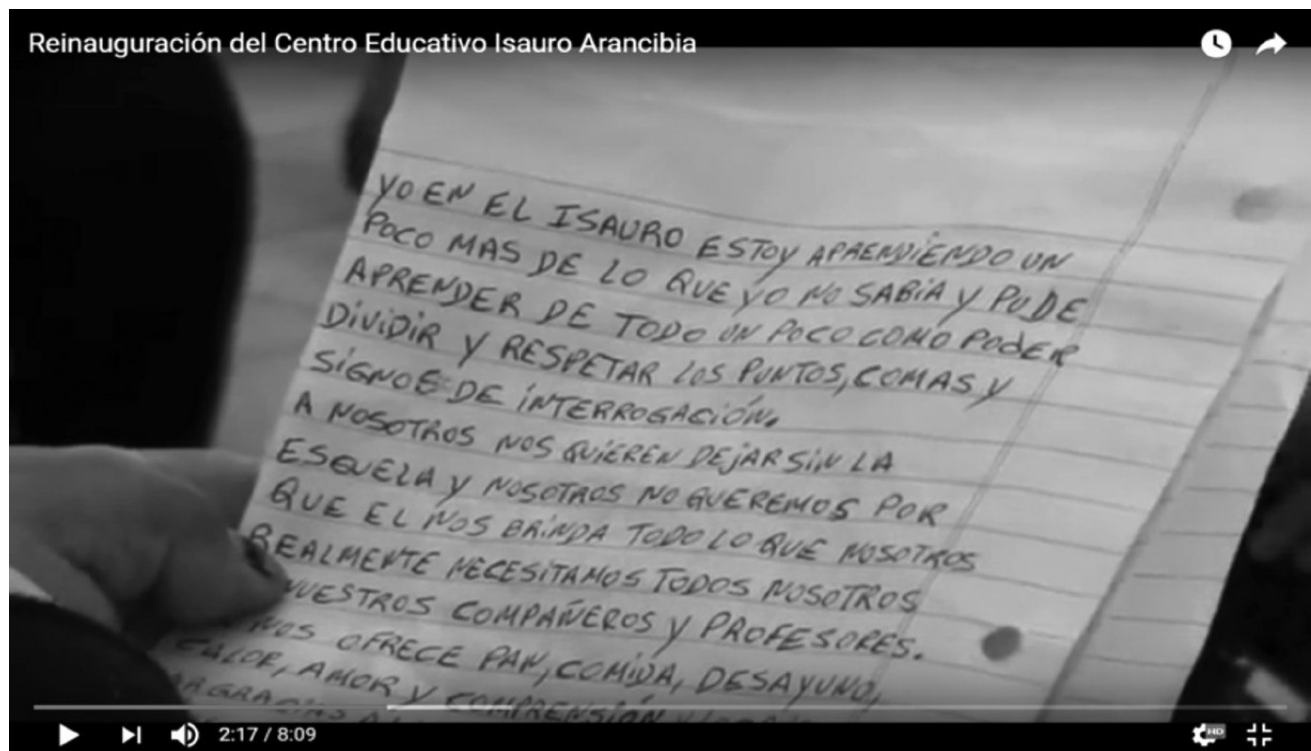 Reinauguración del Centro Educativo Isauro Arancibia
YO EN EL ISAURO ESTOY APRENDIENDO UN
POCO MAS DE LO QUE YO NO SABIA Y PUDE
APRENDER DE TODO UN POCO COMO PODER
DIVIDIR Y RESPETAR LOS PUNTOS, COMAS Y
SIGNOS DE INTERROGACIÓN.
A NOSOTROS NOS QUIEREN DEJAR SIN LA
ESCUELA Y NOSOTROS NO QUEREMOS POR
QUE EL NOS BRINDA TODO LO QUE NOSOTROS
REALMENTE NECESITAMOS TODOS NOSOTROS
NUESTROS COMPAÑEROS Y PROFESORES.
NOS OFRECE PAN, COMIDA, DESAYUNO,
CALOR, AMOR Y COMPRENSIÓN
2:17 / 8:09
HD